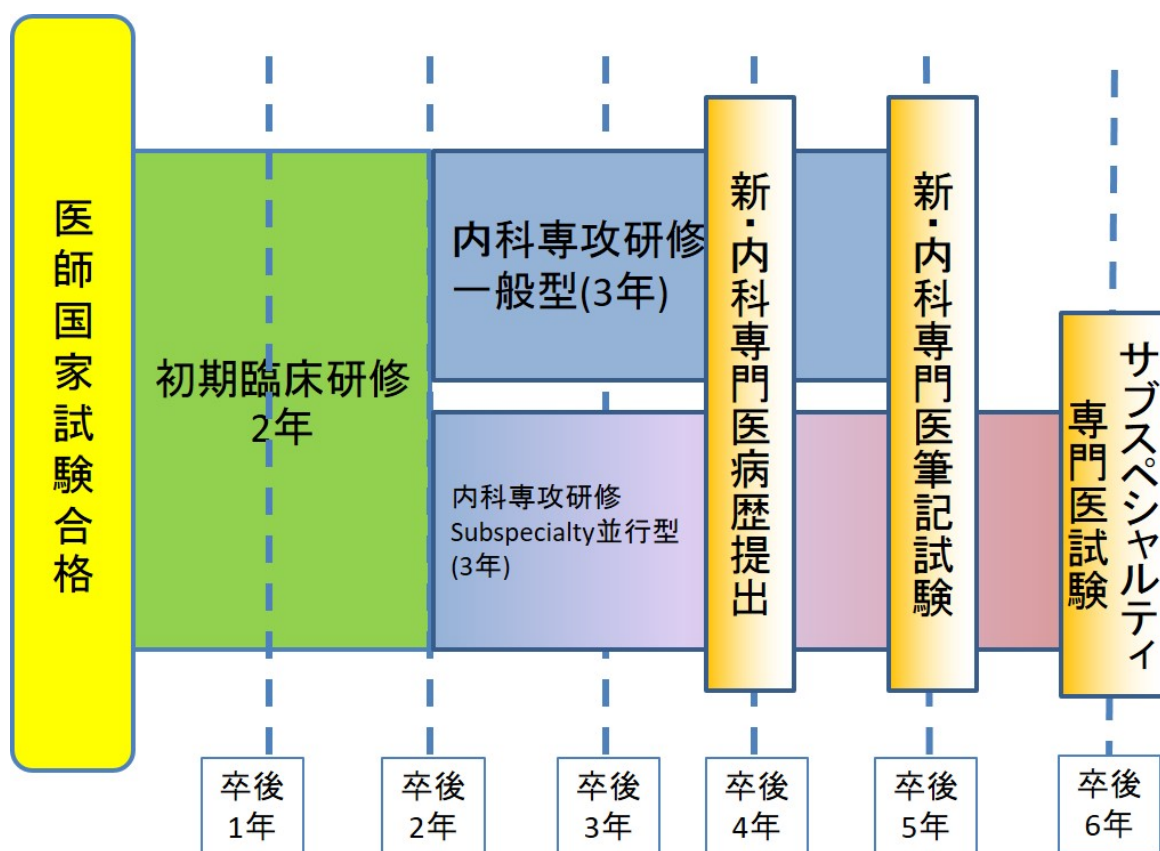 医師国家試験合格
初期臨床研修
2年
内科専攻研修
一般型(3年)
内科専攻研修
Subspecialty並行型
(3年)
新・内科専門医病歴提出
新・内科専門医筆記試験
サブスペシャルティ
専門医試験
卒後
1年
卒後
2年
卒後
3年
卒後
4年
卒後
5年
卒後
6年